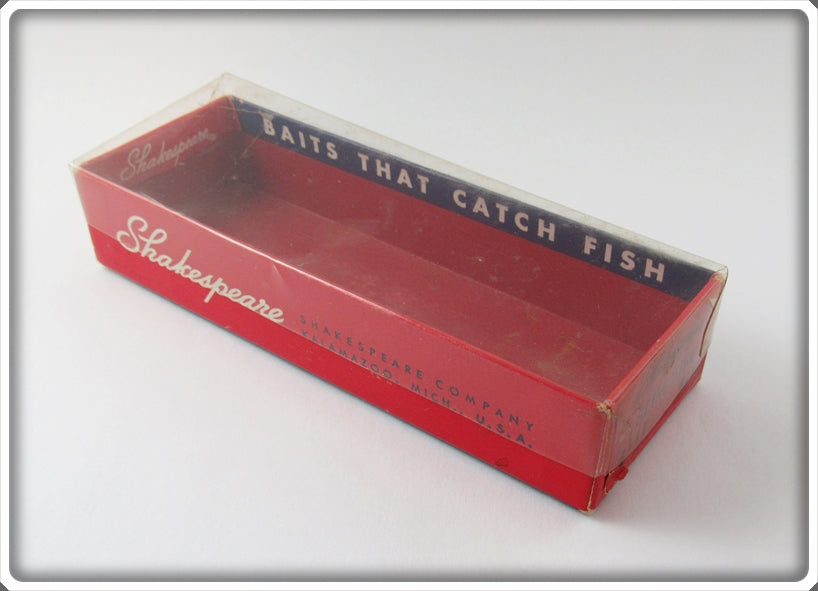 BAITS THAT CATCH FISH
Shakespeare
Shakespeare
SHAKESPEARE COMPANY
KALAMAZOO, MICH., U.S.A.